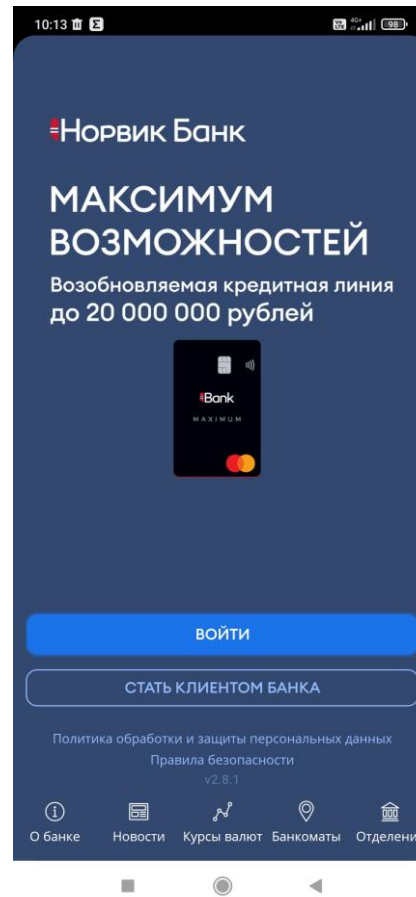 10:13
Норвик Банк
МАКСИМУМ
ВОЗМОЖНОСТЕЙ
Возобновляемая кредитная линия
до 20 000 000 рублей
Bank
MAXIMUM
ВОЙТИ
СТАТЬ КЛИЕНТОМ БАНКА
Политика обработки и защиты персональных данных
Правила безопасности
v2.8.1
О банке Новости Курсы валют Банкоматы Отделени